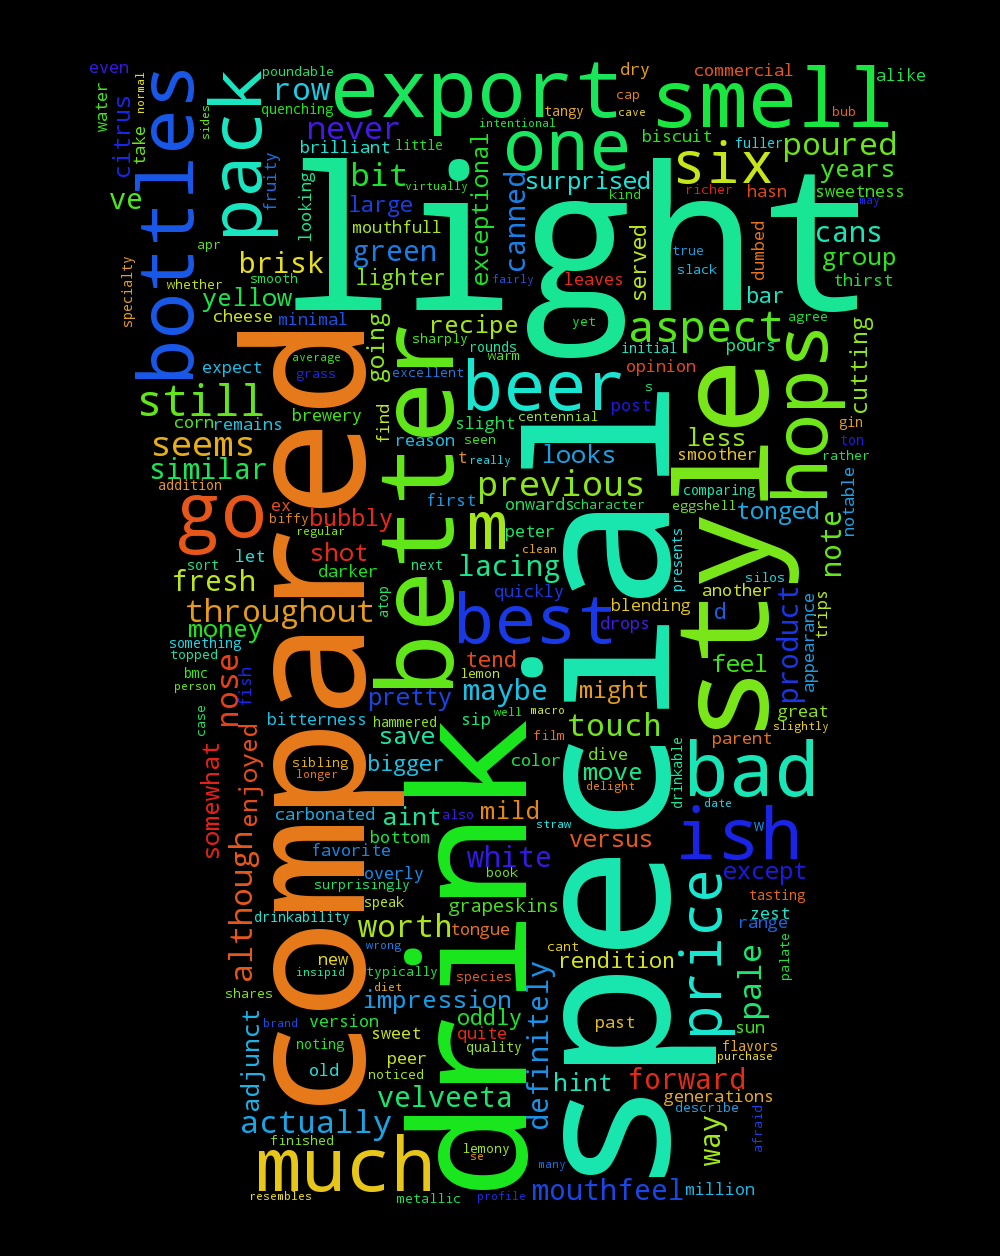 even
poundable
export
dry
commercial
smell
alike
water
normal
bottles
pack
row
quenching
tangy
cap
cave
bub
citrus
take
sides
never
intentional
one
biscuit
fuller
poured
brilliant
little
six
years
ve
fruity
looking
bit
virtually
exceptional
surprised
canned
kind
richer
hasn
sweetness
may
light
large
mouthfull
served
true
dumbed
cans
apr
brisk
green
slack
group
specialty
whether
smooth
lighter
fairly
leaves
bar
thirst
yellow
cheese
minimal
going
recipe
yet
aspect
agree
hops
cutting
compared
average
grass
better
sharply
rounds
warm
initial
pours
expect
excellent
beer
opinion
style
still
s
post
corn
remains
brewery
find
slight
centennial
gin
seems
reason
seen
less
ton
similar
t
really
looks
smoother
rather
addition
previous
comparing
notable
go
ex
biffy
bubbly
first
onwards
character
eggshell
tonged
regular
m
peter
special
note
shot
clean
presents
sort
let
darker
next
lacing
silos
fresh
atop
quickly
another
throughout
best
blending
d
product
appearance
trips
money
drops
something
topped
nose
tend
feel
bmc
lemon
person
fish
pretty
maybe
might
case
bitterness
hammered
sip
well
macro
touch
great
slightly
somewhat
enjoyed
save
drink
film
parent
sibling
longer
bigger
color
dive
move
delight
drinkable
bad
carbonated
aint
also
mild
straw
date
although
bottom
versus
ish
w
favorite
white
surprisingly
overly
book
except
speak
grapeskins
price
tasting
drinkability
worth
tongue
zest
range
wrong
cant
new
insipid
typically
rendition
pale
palate
diet
species
shares
impression
definitely
adjunct
brand
version
oddly
past
sun
noting
sweet
quite
quality
flavors
purchase
old
peer
noticed
hint
forward
velveeta
generations
describe
actually
finished
way
afraid
much
lemony
se
many
resembles
metallic
profile
mouthfeel
million